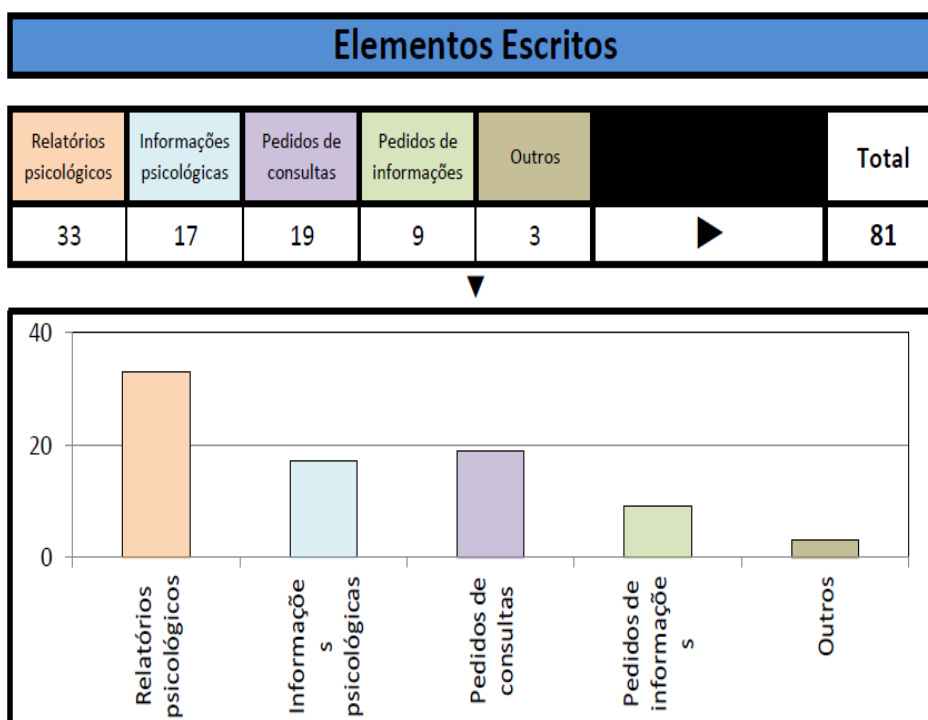 Elementos Escritos
Relatórios psicológicos
Informações psicológicas
Pedidos de consultas
Pedidos de informações
Outros
Total
33 17 19 9 3 ▶ 81
▼
40
20
0
Relatórios
psicológicos
Informaçõe
s
psicológicas
Pedidos de
consultas
Pedidos de
informaçõe
s
Outros